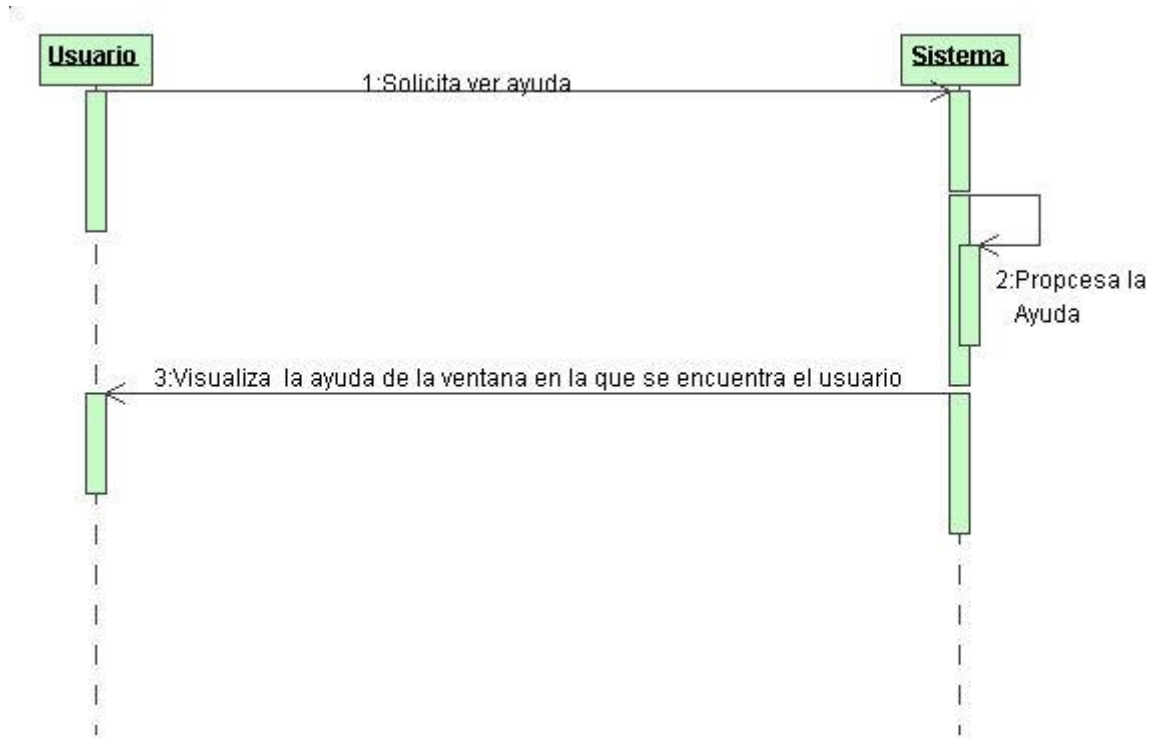 Usuario
Sistema
1:Solicita ver ayuda
2:Propcesa la
Ayuda
3:Visualiza la ayuda de la ventana en la que se encuentra el usuario